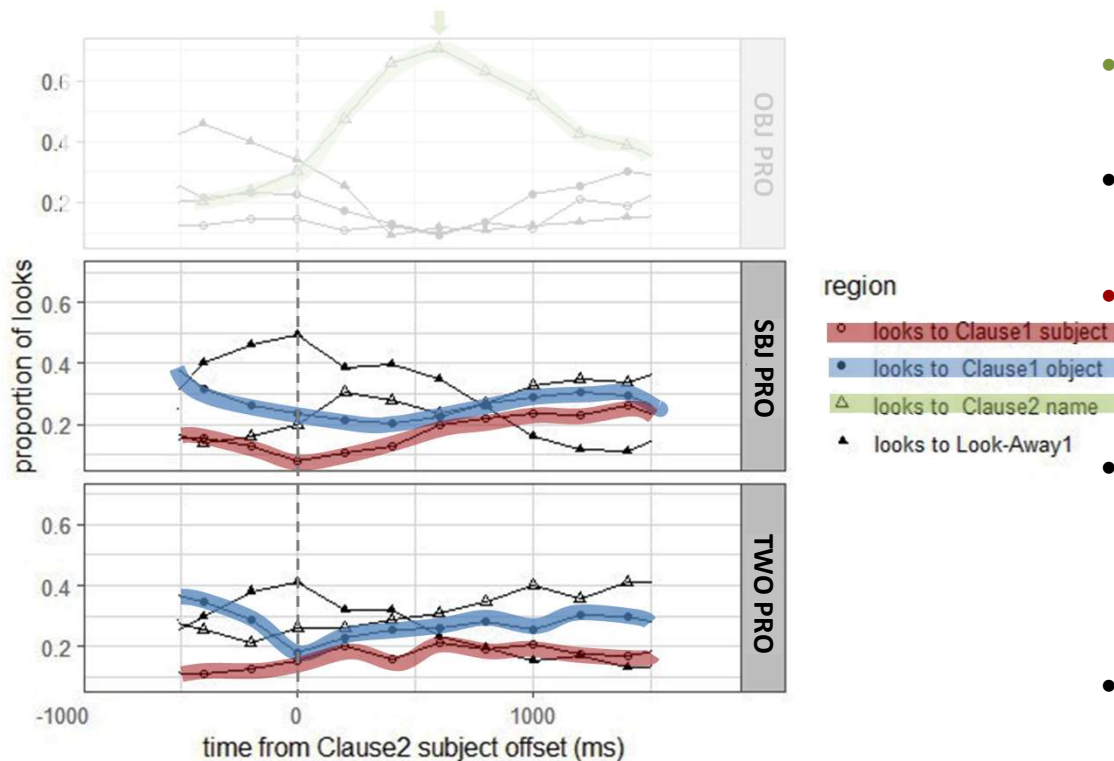 0.6
0.4
0.2
OBJ PRO
proportion of looks
0.6
0.4
0.2
SBJ PRO
0.6
0.4
0.2
TWO PRO
-1000
0
1000
time from Clause2 subject offset (ms)
region
looks to Clause1 subject
looks to Clause1 object
looks to Clause2 name
looks to Look-Away1